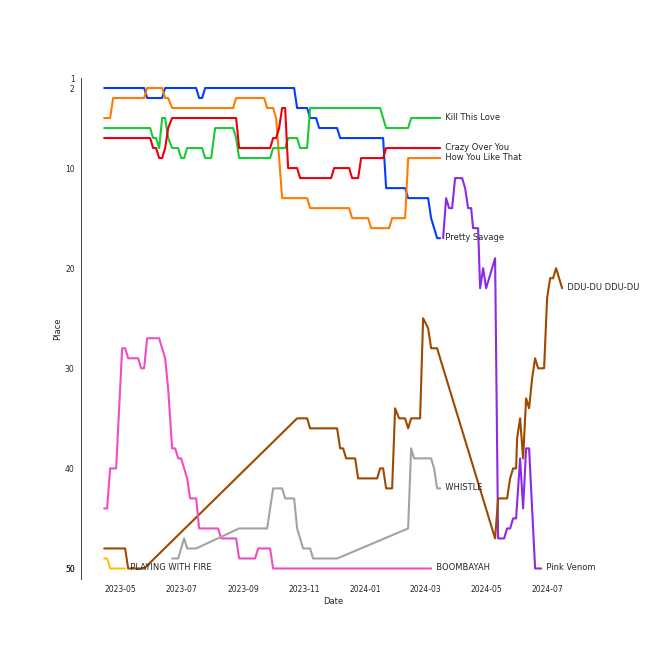 1
2
Kill This Love
Crazy Over You
How You Like That
10
Pretty Savage
20
DDU-DU DDU-DU
Place
30
40
WHISTLE
50
PLAYING WITH FIRE
BOOMBAYAH
Pink Venom
2023-05
2023-07
2023-09
2023-11
2024-01
2024-03
2024-05
2024-07
Date